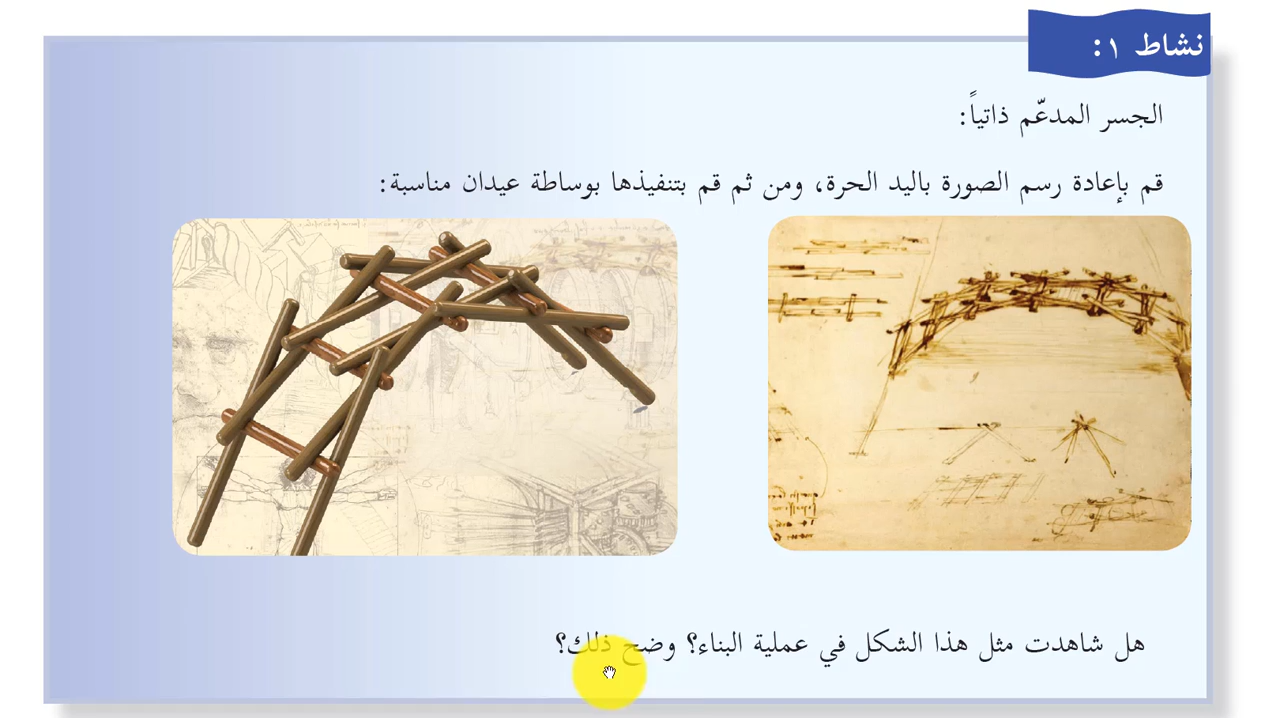 نشاط ١:
الجسر المدعّم ذاتياً:
قم بإعادة رسم الصورة باليد الحرة، ومن ثم قم بتنفيذها بوساطة عيدان مناسبة:
هل شاهدت مثل هذا الشكل في عملية البناء؟ وضح ذلك؟